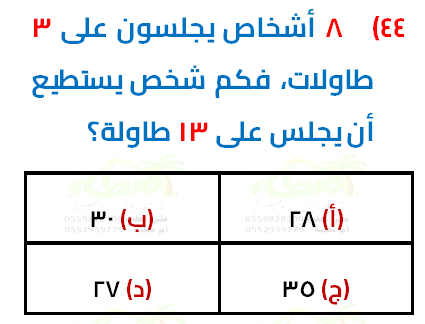 ٤٤) ٨ أشخاص يجلسون على ٣
طاولات، فكم شخص يستطيع
أن يجلس على ١٣ طاولة؟
(أ) ٢٨
(ب) ٣٠
(ج) ٣٥
(د) ٢٧